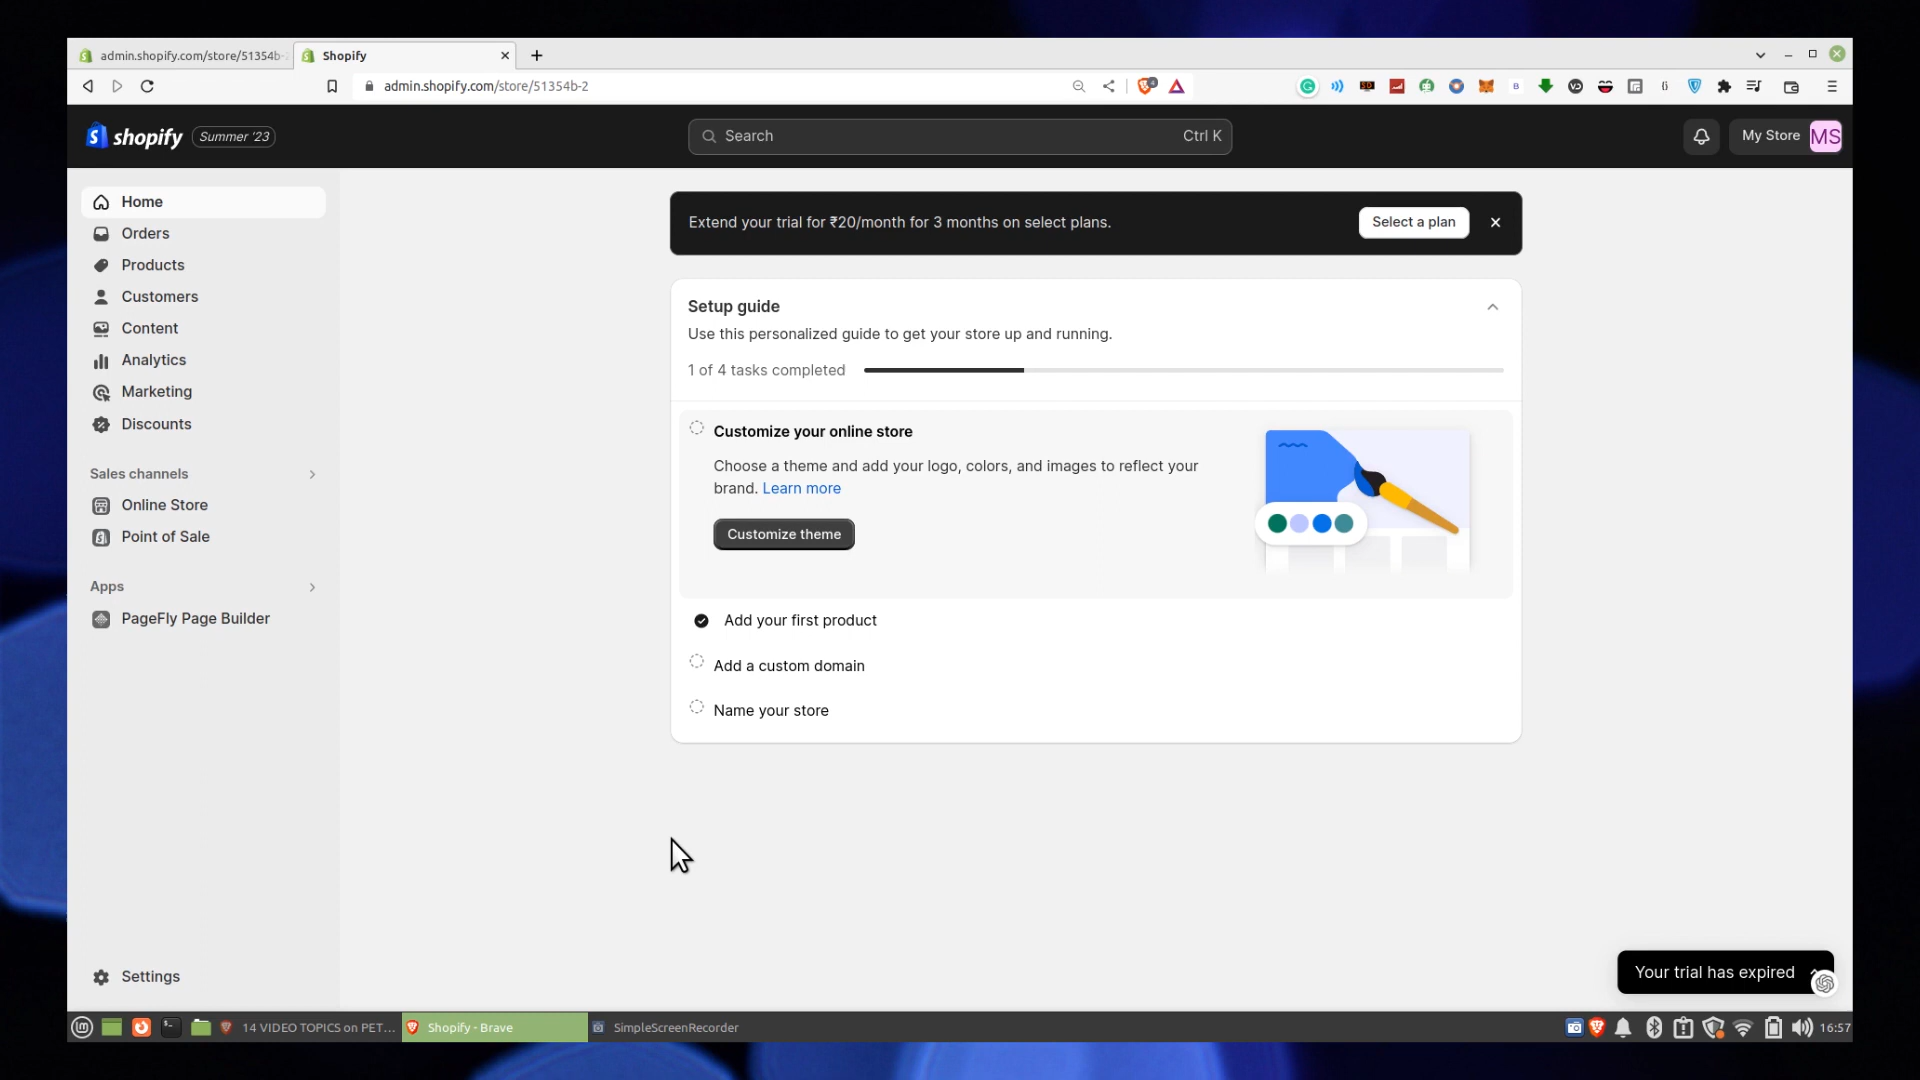 admin.shopify.com/store/51354b-2
Shopify
admin.shopify.com/store/51354b-2
shopify
Summer '23
Search
Ctrl K
My Store
MS
Home
Orders
Products
Customers
Content
Analytics
Marketing
Discounts
Sales channels
Online Store
Point of Sale
Apps
PageFly Page Builder
Settings
Extend your trial for ₹20/month for 3 months on select plans.
Select a plan
Setup guide
Use this personalized guide to get your store up and running.
1 of 4 tasks completed
Customize your online store
Choose a theme and add your logo, colors, and images to reflect your
brand. Learn more
Customize theme
Add your first product
Add a custom domain
Name your store
Your trial has expired
14 VIDEO TOPICS on PET...
Shopify - Brave
SimpleScreenRecorder
16:57